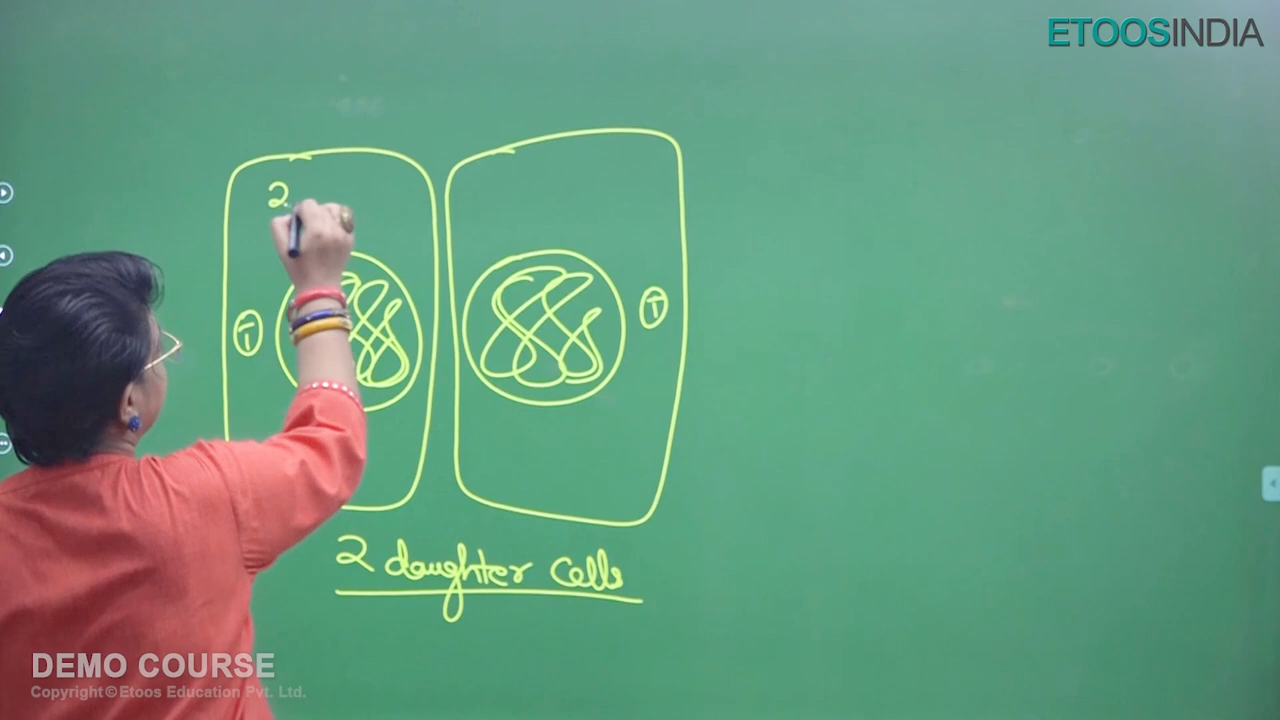 ETOOSINDIA
2
T
T
2 daughter cells
DEMO COURSE
Copyright © Etoos Education Pvt. Ltd.